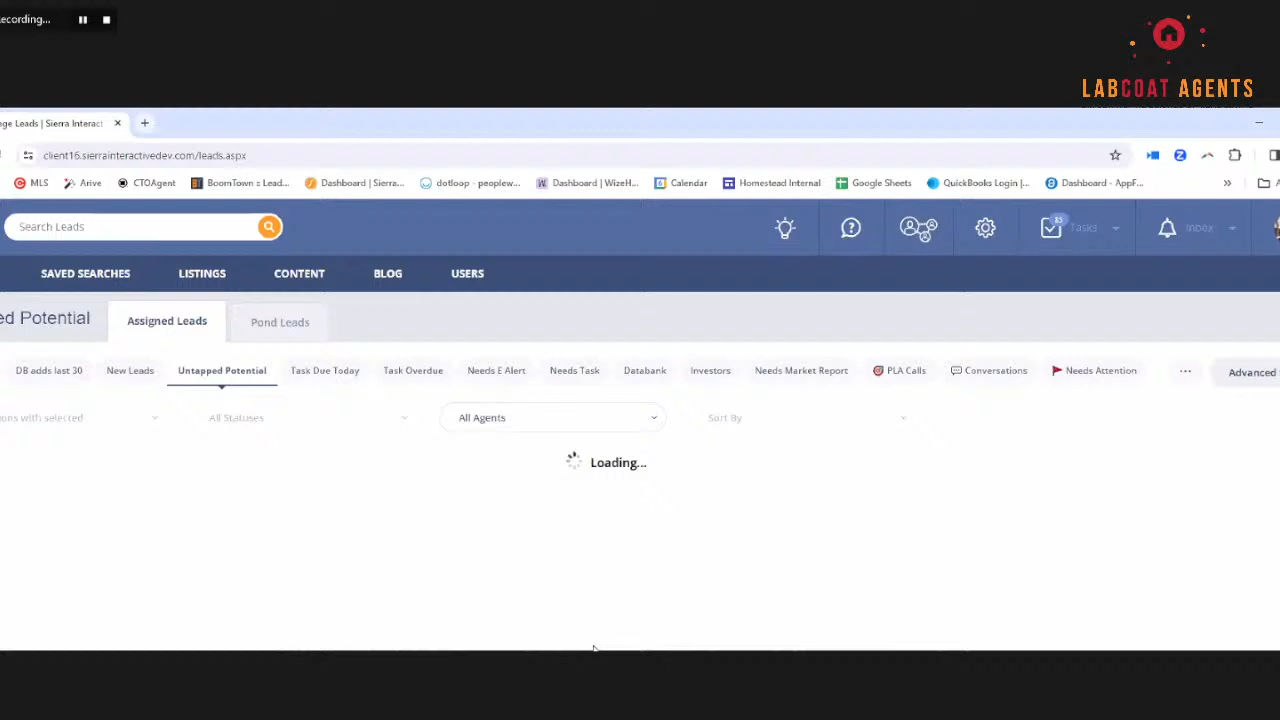 ecording...
LABCOAT AGENTS
ge Leads | Sierra Interact
client16.sierrainteractivedev.com/leads.aspx
MLS Arive CTOAgent BoomTown :: Lead... Dashboard | Sierra... dotloop - peoplew... Dashboard | WizeH... Calendar Homestead Internal Google Sheets QuickBooks Login |... Dashboard - AppF...
Search Leads
Tasks Inbox
SAVED SEARCHES LISTINGS CONTENT BLOG USERS
ed Potential Assigned Leads Pond Leads
DB adds last 30 New Leads Untapped Potential Task Due Today Task Overdue Needs E Alert Needs Task Databank Investors Needs Market Report PLA Calls Conversations Needs Attention ... Advanced
ons with selected All Statuses All Agents Sort By
Loading...